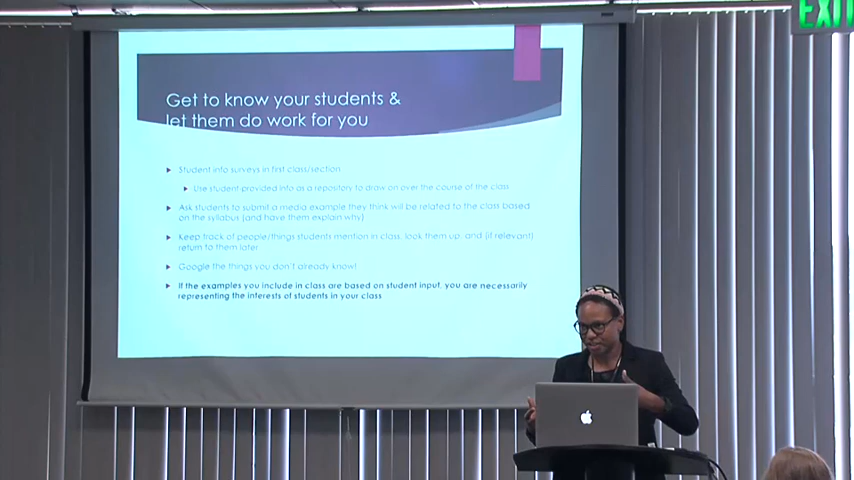 EXIT
Get to know your students &
let them do work for you
Student info surveys in first class/section
Use student-provided info as a repository to draw on over the course of the class
Ask students to submit a media example they think will be related to the class based
on the syllabus (and have them explain why)
Keep track of people/things students mention in class, look them up, and (if relevant)
return to them later
Google the things you don't already know!
If the examples you include in class are based on student input, you are necessarily
representing the interests of students in your class